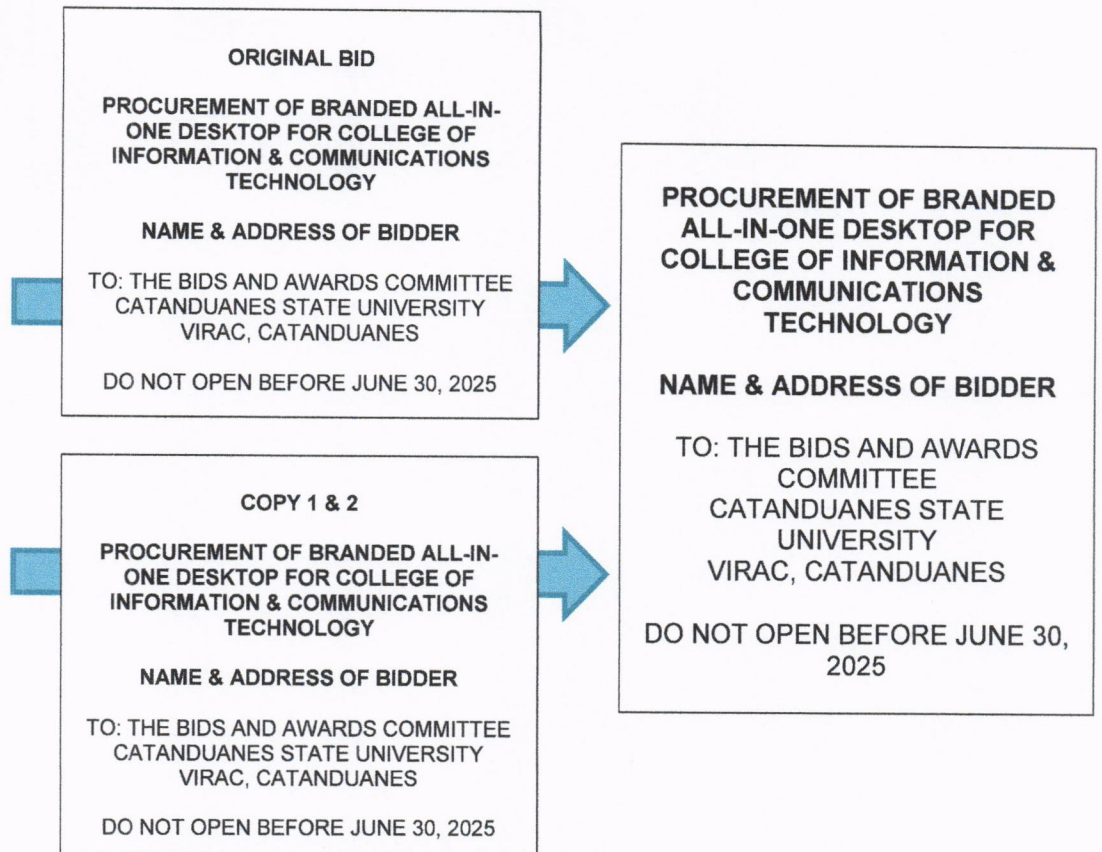 ORIGINAL BID
PROCUREMENT OF BRANDED ALL-IN-
ONE DESKTOP FOR COLLEGE OF
INFORMATION & COMMUNICATIONS
TECHNOLOGY
NAME & ADDRESS OF BIDDER
TO: THE BIDS AND AWARDS COMMITTEE
CATANDUANES STATE UNIVERSITY
VIRAC, CATANDUANES
DO NOT OPEN BEFORE JUNE 30, 2025
COPY 1 & 2
PROCUREMENT OF BRANDED ALL-IN-
ONE DESKTOP FOR COLLEGE OF
INFORMATION & COMMUNICATIONS
TECHNOLOGY
NAME & ADDRESS OF BIDDER
TO: THE BIDS AND AWARDS COMMITTEE
CATANDUANES STATE UNIVERSITY
VIRAC, CATANDUANES
DO NOT OPEN BEFORE JUNE 30, 2025
PROCUREMENT OF BRANDED
ALL-IN-ONE DESKTOP FOR
COLLEGE OF INFORMATION &
COMMUNICATIONS
TECHNOLOGY
NAME & ADDRESS OF BIDDER
TO: THE BIDS AND AWARDS
COMMITTEE
CATANDUANES STATE
UNIVERSITY
VIRAC, CATANDUANES
DO NOT OPEN BEFORE JUNE 30,
2025